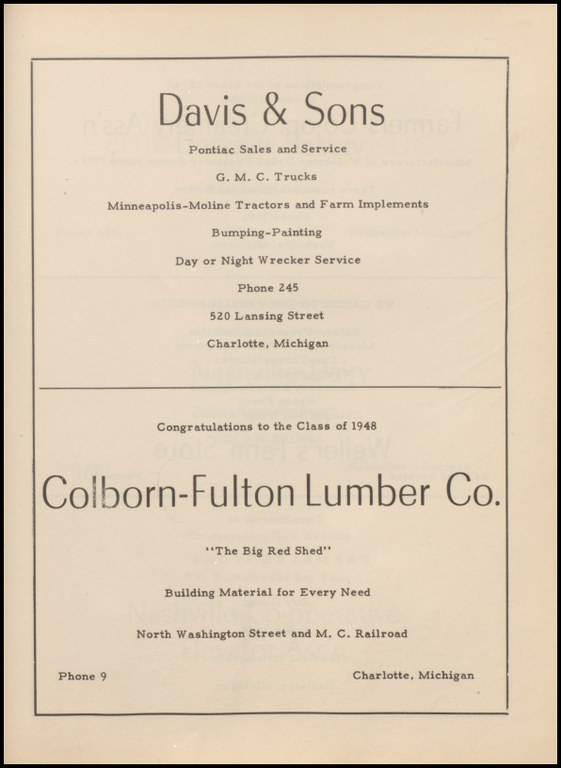 Davis & Sons
Pontiac Sales and Service
G. M. C. Trucks
Minneapolis-Moline Tractors and Farm Implements
Bumping-Painting
Day or Night Wrecker Service
Phone 245
520 Lansing Street
Charlotte, Michigan
Congratulations to the Class of 1948
Colborn-Fulton Lumber Co.
"The Big Red Shed"
Building Material for Every Need
North Washington Street and M. C. Railroad
Phone 9 Charlotte, Michigan